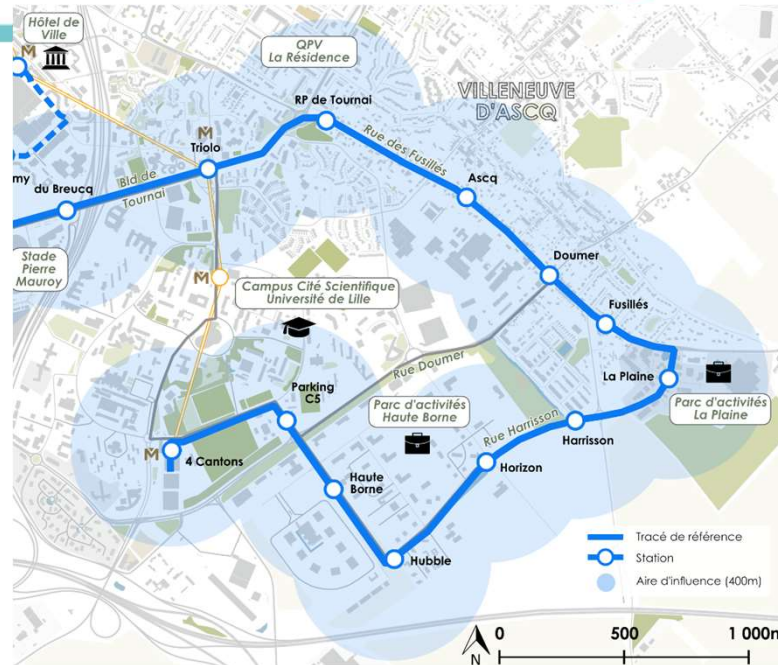 Hôtel de
Ville
M
QPV
La Résidence
VILLENEUVE
D'ASCQ
RP de Tournai
M
Triolo
Rue des Fusillés
my
du Breucq
Bld de
Tournai
Ascq
Stade
Pierre
Mauroy
M
Campus Cité Scientifique
Université de Lille
Doumer
Fusillés
Rue Doumer
La Plaine
Parking
C5
Parc d'activités
Haute Borne
Rue Harrisson
Harrisson
Parc d'activités
La Plaine
M
4 Cantons
Haute
Borne
Horizon
Hubble
Tracé de référence
Station
Aire d'influence (400m)
N
0 500 1 000m